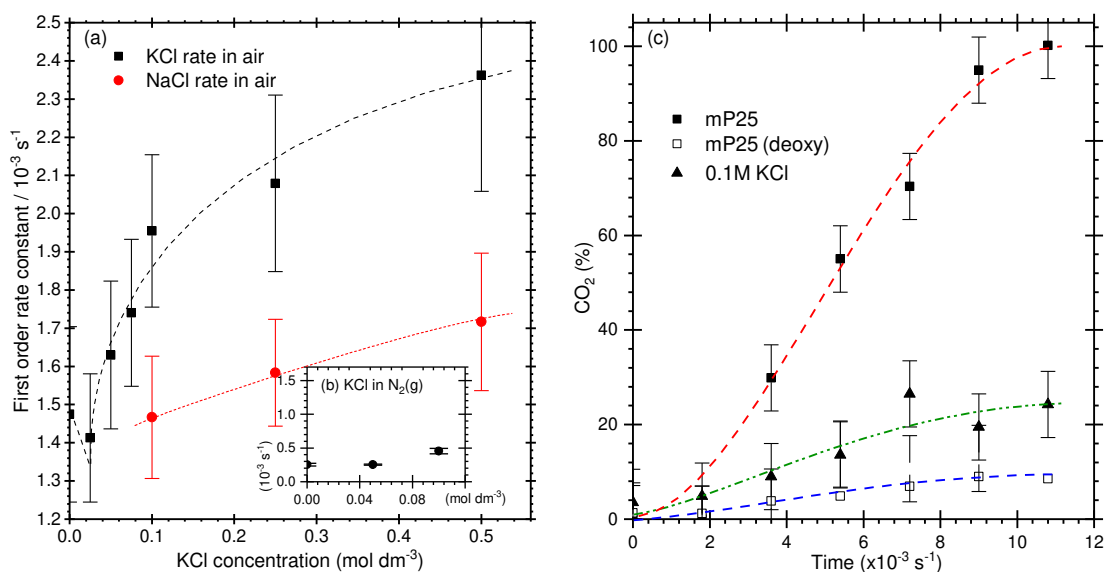 (a)
KCl rate in air
NaCl rate in air
First order rate constant / 10⁻³ s⁻¹
2.5
2.4
2.3
2.2
2.1
2.0
1.9
1.8
1.7
1.6
1.5
1.4
1.3
1.2
0.0
0.1
0.2
0.3
0.4
0.5
KCl concentration (mol dm⁻³)
(b) KCl in N₂(g)
(10⁻³ s⁻¹)
1.5
1.0
0.5
0.0
0.00
0.04
0.08
(mol dm⁻³)
(c)
mP25
mP25 (deoxy)
0.1M KCl
CO₂ (%)
100
80
60
40
20
0
0
2
4
6
8
10
12
Time (x10⁻³ s⁻¹)